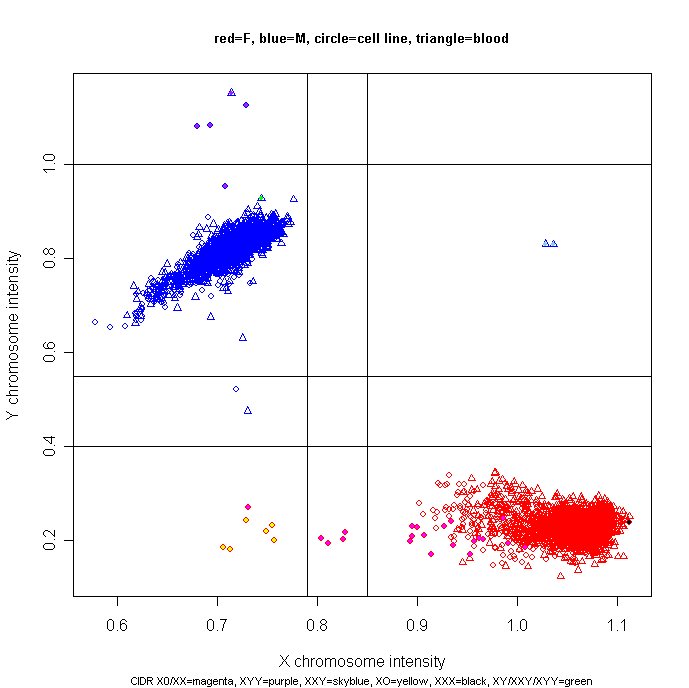 red=F, blue=M, circle=cell line, triangle=blood
1.0
0.8
0.6
0.4
0.2
Y chromosome intensity
0.6 0.7 0.8 0.9 1.0 1.1
X chromosome intensity
CIDR X0/XX=magenta, XYY=purple, XXY=skyblue, XO=yellow, XXX=black, XY/XXY/XYY=green